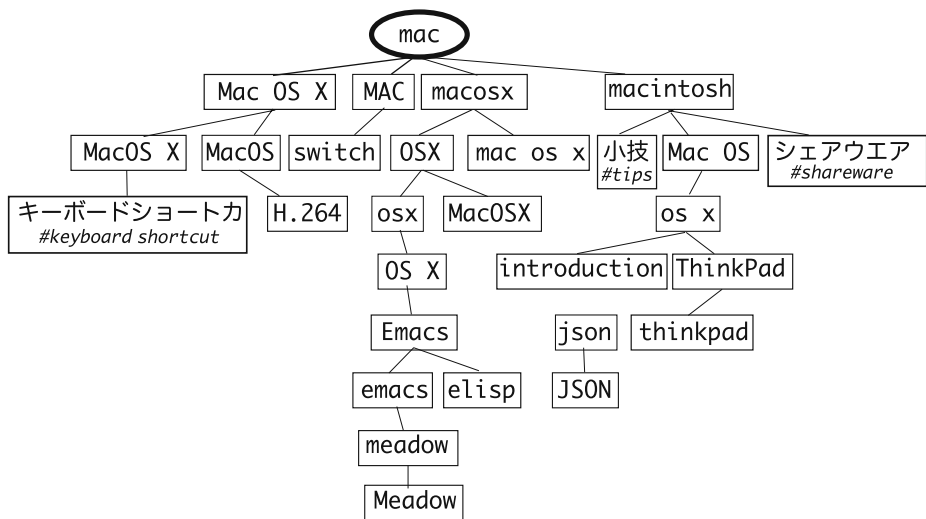 mac
Mac OS X
MAC
macosx
macintosh
MacOS X
MacOS
switch
OSX
mac os x
小技
#tips
Mac OS
シェアウエア
#shareware
キーボードショートカ
#keyboard shortcut
H.264
osx
MacOSX
os x
OS X
introduction
ThinkPad
Emacs
json
thinkpad
emacs
elisp
JSON
meadow
Meadow